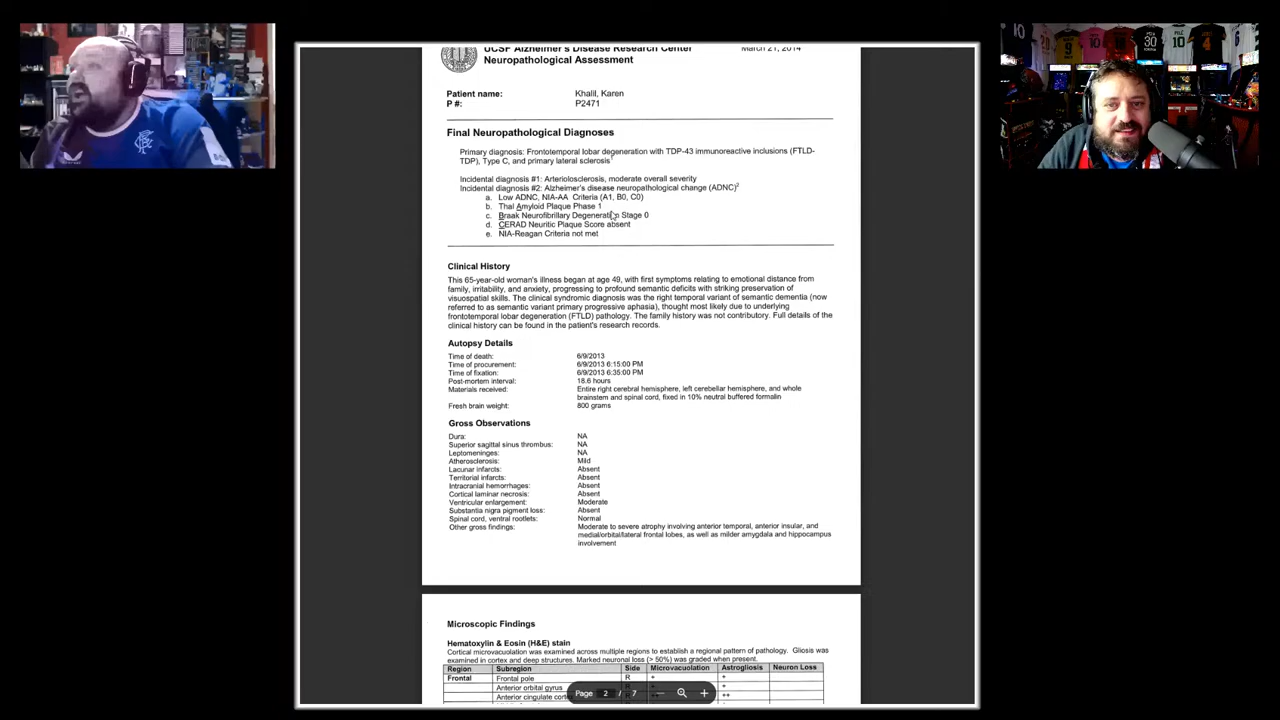 UCSF Alzheimer's Disease Research Center
March 21, 2014
Neuropathological Assessment
Patient name: Khalil, Karen
P #: P2471
Final Neuropathological Diagnoses
Primary diagnosis: Frontotemporal lobar degeneration with TDP-43 immunoreactive inclusions (FTLD-
TDP), Type C, and primary lateral sclerosis1
Incidental diagnosis #1: Arteriolosclerosis, moderate overall severity
Incidental diagnosis #2: Alzheimer's disease neuropathological change (ADNC)2
a. Low ADNC, NIA-AA Criteria (A1, B0, C0)
b. Thal Amyloid Plaque Phase 1
c. Braak Neurofibrillary Degeneration Stage 0
d. CERAD Neuritic Plaque Score absent
e. NIA-Reagan Criteria not met
Clinical History
This 65-year-old woman's illness began at age 49, with first symptoms relating to emotional distance from
family, irritability, and anxiety, progressing to profound semantic deficits with striking preservation of
visuospatial skills. The clinical syndromic diagnosis was the right temporal variant of semantic dementia (now
referred to as semantic variant primary progressive aphasia), thought most likely due to underlying
frontotemporal lobar degeneration (FTLD) pathology. The family history was not contributory. Full details of the
clinical history can be found in the patient's research records.
Autopsy Details
Time of death: 6/9/2013
Time of procurement: 6/9/2013 6:15:00 PM
Time of fixation: 6/9/2013 6:35:00 PM
Post-mortem interval: 18.6 hours
Materials received: Entire right cerebral hemisphere, left cerebellar hemisphere, and whole
brainstem and spinal cord, fixed in 10% neutral buffered formalin
Fresh brain weight: 800 grams
Gross Observations
Dura: NA
Superior sagittal sinus thrombus: NA
Leptomeninges: NA
Atherosclerosis: Mild
Lacunar infarcts: Absent
Territorial infarcts: Absent
Intracranial hemorrhages: Absent
Cortical laminar necrosis: Absent
Ventricular enlargement: Moderate
Substantia nigra pigment loss: Absent
Spinal cord, ventral rootlets: Normal
Other gross findings: Moderate to severe atrophy involving anterior temporal, anterior insular, and
medial/orbital/lateral frontal lobes, as well as milder amygdala and hippocampus
involvement
Microscopic Findings
Hematoxylin & Eosin (H&E) stain
Cortical microvacuolation was examined across multiple regions to establish a regional pattern of pathology. Gliosis was
examined in cortex and deep structures. Marked neuronal loss (> 50%) was graded when present.
Region Subregion Side Microvacuolation Astrogliosis Neuron Loss
Frontal Frontal pole R + +
Anterior orbital gyrus R + +
Anterior cingulate cortex R ++
Page 2 / 7